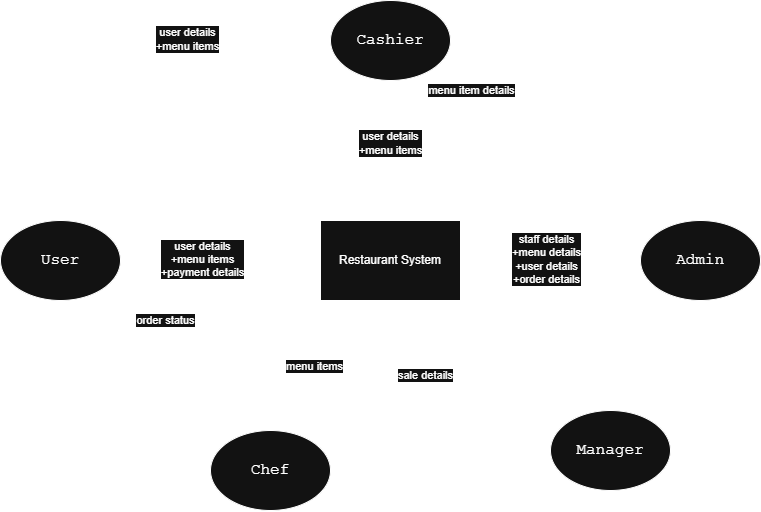 user details
+menu items
Cashier
menu item details
user details
+menu items
User
user details
+menu items
+payment details
Restaurant System
staff details
+menu details
+user details
+order details
Admin
order status
menu items
sale details
Chef
Manager